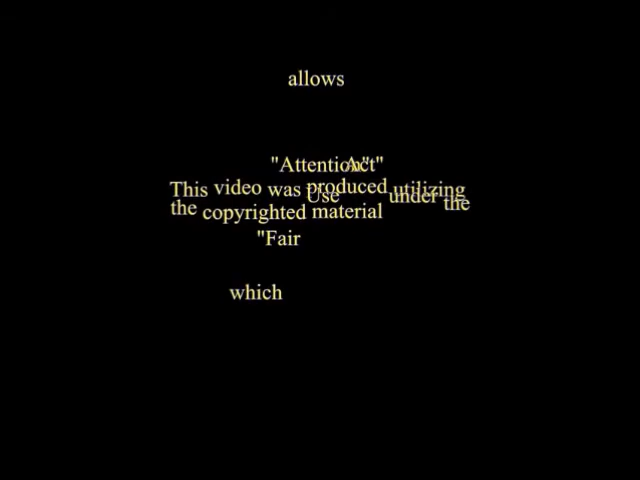 allows
"Attention" Act"
This video was produced utilizing
the copyrighted material Use under the
"Fair
which